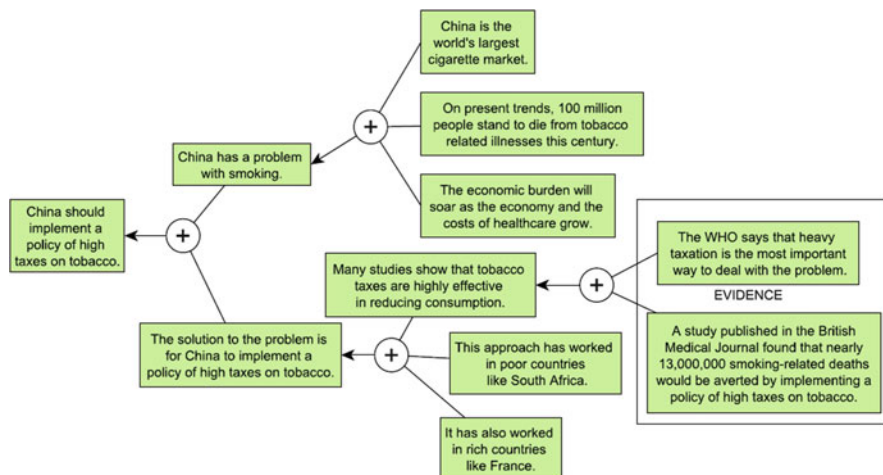 China is the
world's largest
cigarette market.
+
On present trends, 100 million
people stand to die from tobacco
related illnesses this century.
China has a problem
with smoking.
The economic burden will
soar as the economy and the
costs of healthcare grow.
China should
implement a
policy of high
taxes on tobacco.
+
The WHO says that heavy
taxation is the most important
way to deal with the problem.
Many studies show that tobacco
taxes are highly effective
in reducing consumption.
+
EVIDENCE
A study published in the British
Medical Journal found that nearly
13,000,000 smoking-related deaths
would be averted by implementing a
policy of high taxes on tobacco.
The solution to the problem is
for China to implement a
policy of high taxes on tobacco.
+
This approach has worked
in poor countries
like South Africa.
It has also worked
in rich countries
like France.